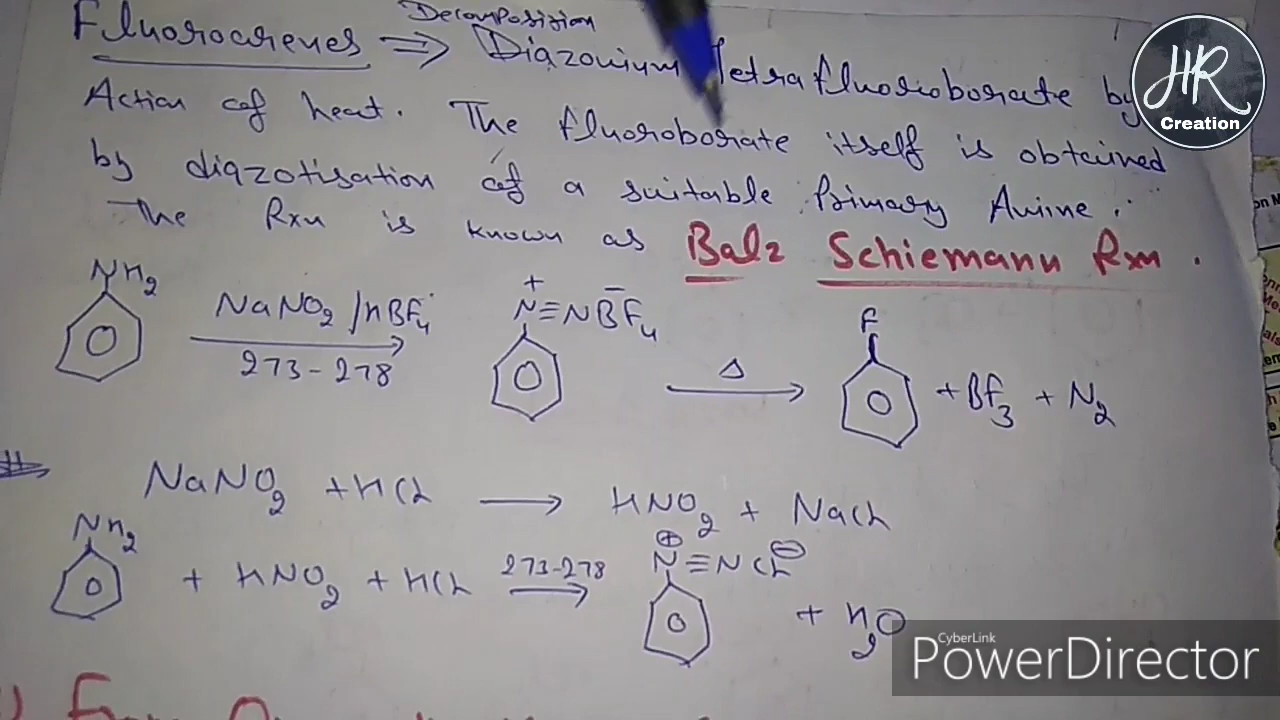 Decomposition
Fluoroarenes ⇒ Diazonium Tetrafluoroborate by
Action of heat. The fluoroborate itself is obtained
by diazotisation of a suitable Primary Amine.
The Rxn is known as Balz Schiemann Rxn.
NH2
NaNO2/HBF4
273-278
+
N≡NBF4
-
Δ
F
+ BF3 + N2
NaNO2 + HCl → HNO2 + NaCl
NH2
+ HNO2 + HCl
273-278
⊕
N≡NCl
⊖
+ H2O
HR
Creation
CyberLink
PowerDirector